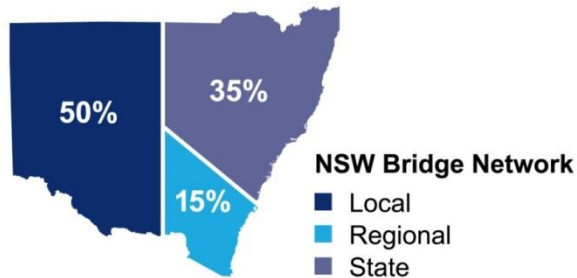 50%
35%
15%
NSW Bridge Network
Local
Regional
State